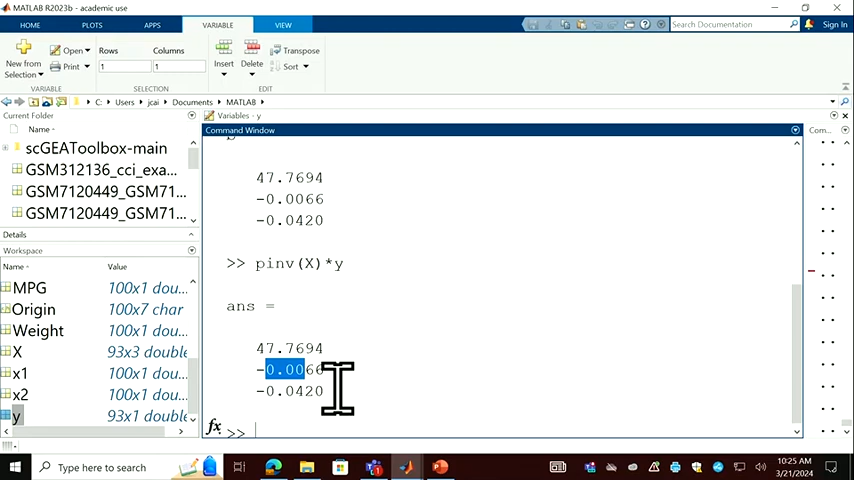 MATLAB R2023b
HOME PLOTS APPS VARIABLE VIEW Search Documentation Sign In
New from Selection Open Print Rows Columns 1 1 Insert Delete Transpose Sort
VARIABLE SELECTION EDIT
C: Users jcai Documents MATLAB
Current Folder
Name
scGEAToolbox-main
GSM312136_cci_exa...
GSM7120449_GSM71...
GSM7120449_GSM71...
Details
Workspace
Name Value
MPG 100x1 dou...
Origin 100x7 char
Weight 100x1 dou...
X 93x3 double
x1 100x1 dou...
x2 100x1 dou...
y 93x1 double
Variables - y
Command Window
47.7694
-0.0066
-0.0420
>> pinv(X)*y
ans =
47.7694
-0.0066
-0.0420
fx >>
Com...
Type here to search
10:25 AM
3/21/2024